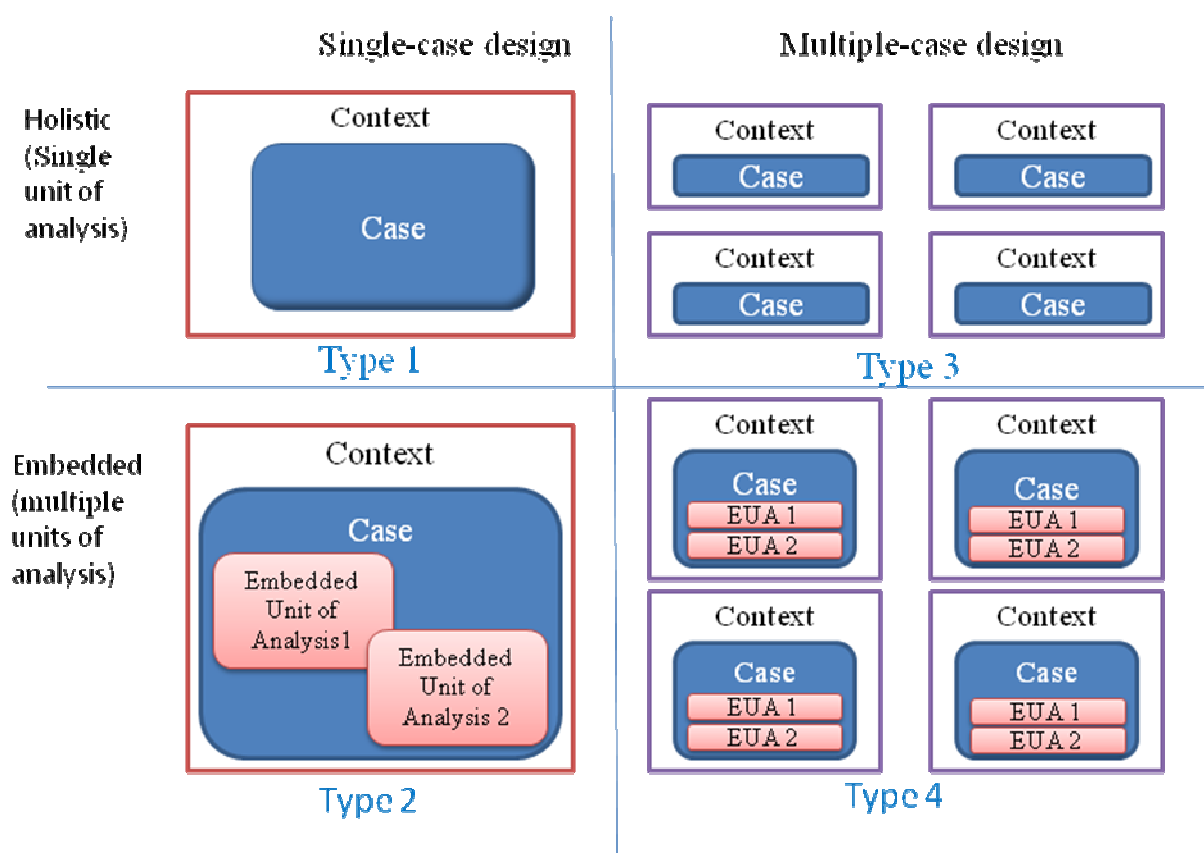 Single-case design
Multiple-case design
Holistic
(Single
unit of
analysis)
Context
Case
Type 1
Context
Case
Context
Case
Context
Case
Context
Case
Type 3
Embedded
(multiple
units of
analysis)
Context
Case
Embedded
Unit of
Analysis1
Embedded
Unit of
Analysis 2
Type 2
Context
Case
EUA 1
EUA 2
Context
Case
EUA 1
EUA 2
Context
Case
EUA 1
EUA 2
Context
Case
EUA 1
EUA 2
Type 4